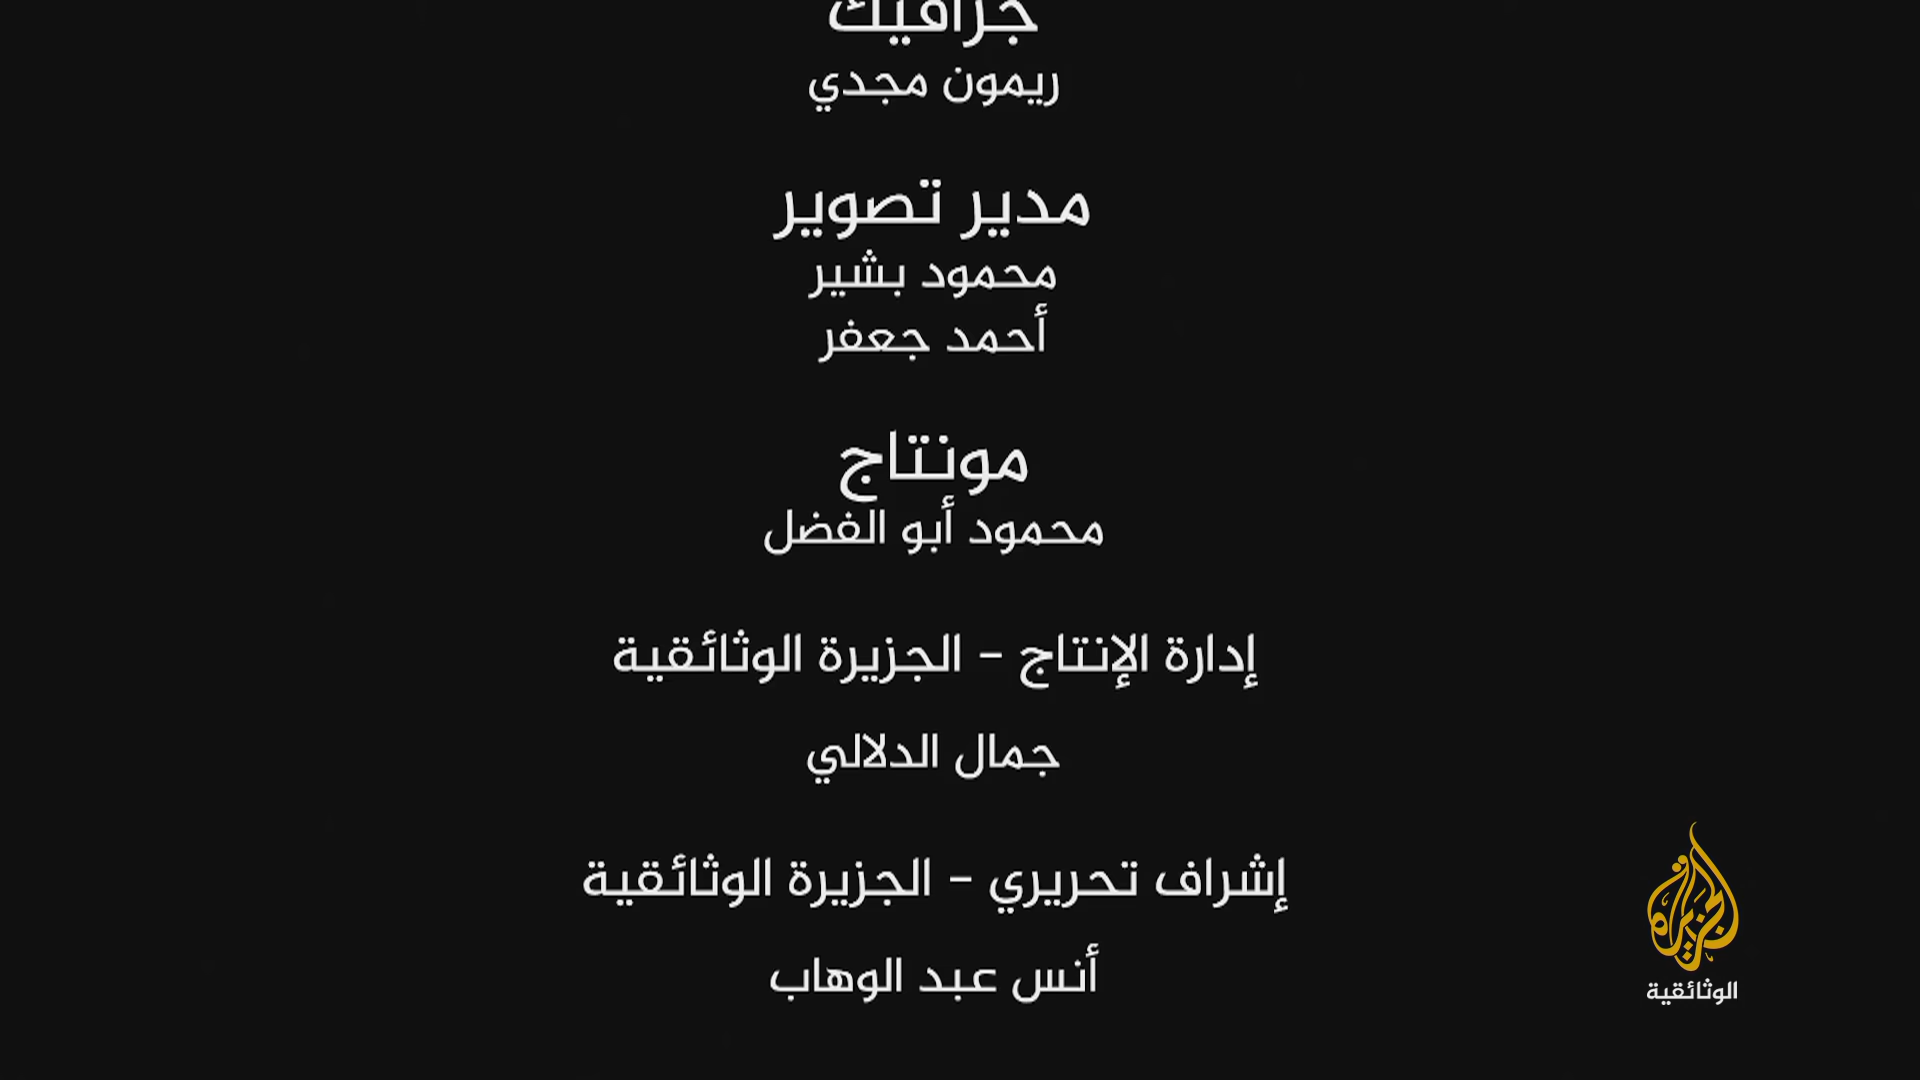 جرافيك
ريمون مجدي
مدير تصوير
محمود بشير
أحمد جعفر
مونتاج
محمود أبو الفضل
إدارة الإنتاج - الجزيرة الوثائقية
جمال الدلالي
إشراف تحريري - الجزيرة الوثائقية
أنس عبد الوهاب
الجزيرة
الوثائقية